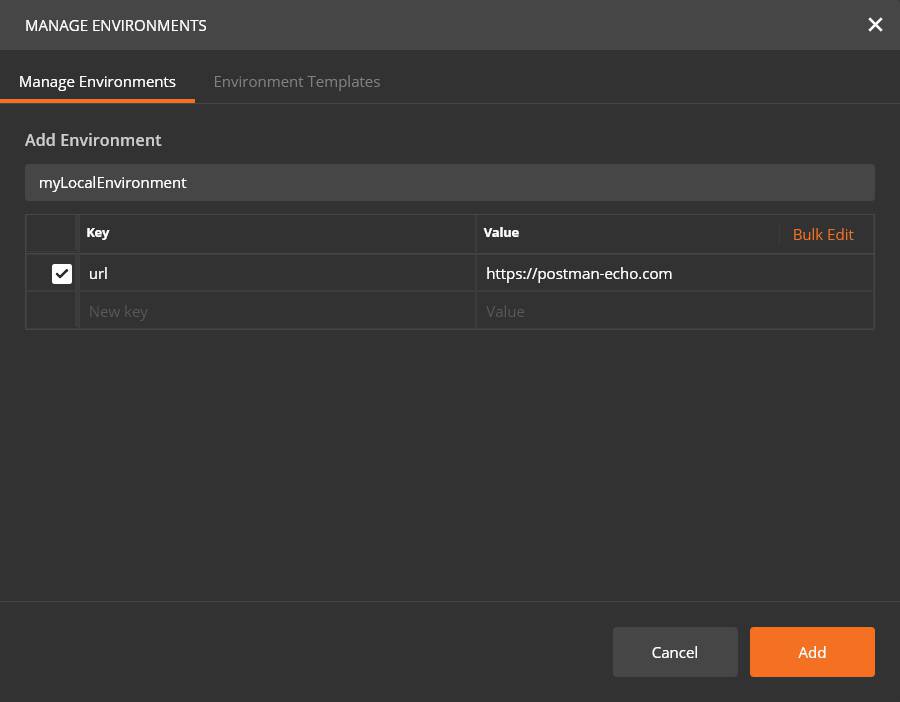 MANAGE ENVIRONMENTS
Manage Environments Environment Templates
Add Environment
myLocalEnvironment
Key Value Bulk Edit
url https://postman-echo.com
New key Value
Cancel Add